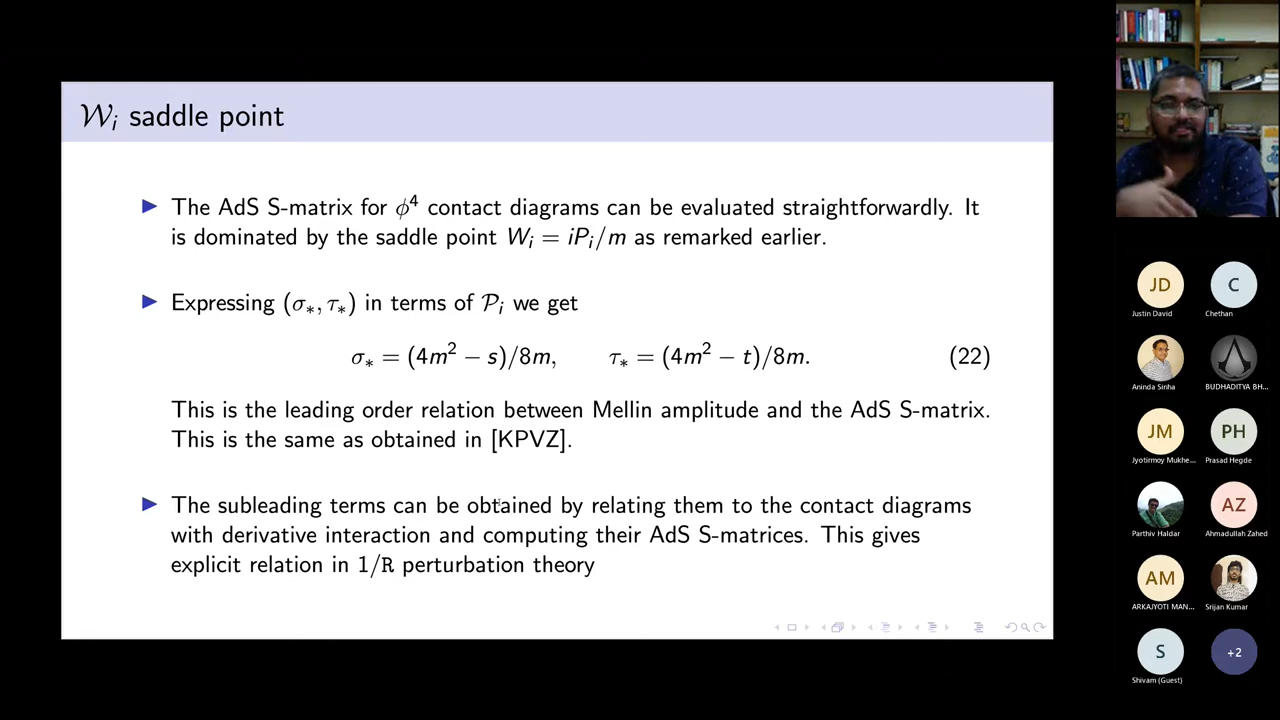 𝒲ᵢ saddle point
▶ The AdS S-matrix for ϕ⁴ contact diagrams can be evaluated straightforwardly. It
is dominated by the saddle point Wᵢ = iPᵢ/m as remarked earlier.
▶ Expressing (σ∗, τ∗) in terms of 𝒫ᵢ we get
σ∗ = (4m² − s)/8m, τ∗ = (4m² − t)/8m. (22)
This is the leading order relation between Mellin amplitude and the AdS S-matrix.
This is the same as obtained in [KPVZ].
▶ The subleading terms can be obtained by relating them to the contact diagrams
with derivative interaction and computing their AdS S-matrices. This gives
explicit relation in 1/R perturbation theory
JD C
Justin David Chethan
Aninda Sinha BUDHADITYA BH...
JM PH
Jyotirmoy Mukhe... Prasad Hegde
AZ
Parthiv Haldar Ahmadullah Zahed
AM
ARKAJYOTI MAN... Srijan Kumar
S +2
Shivam (Guest)